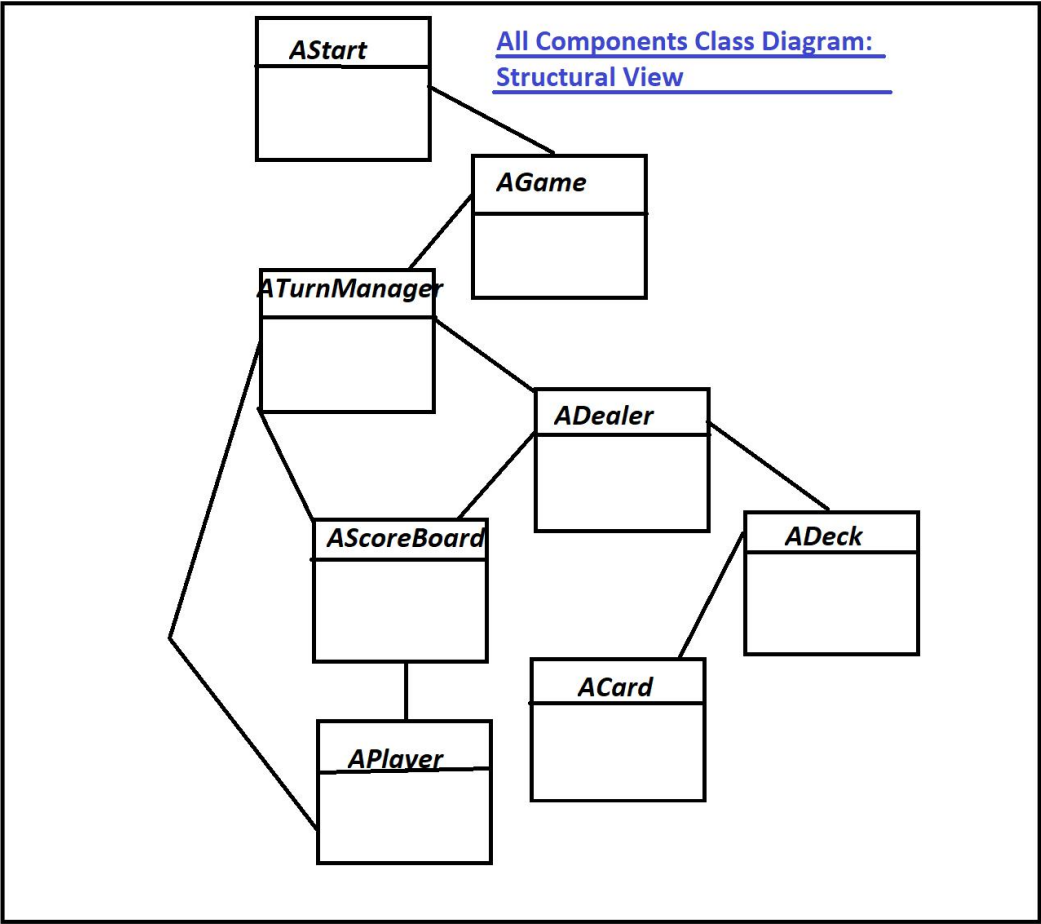 AStart
All Components Class Diagram:
Structural View
AGame
ATurnManager
ADealer
AScoreBoard
ADeck
ACard
APlayer